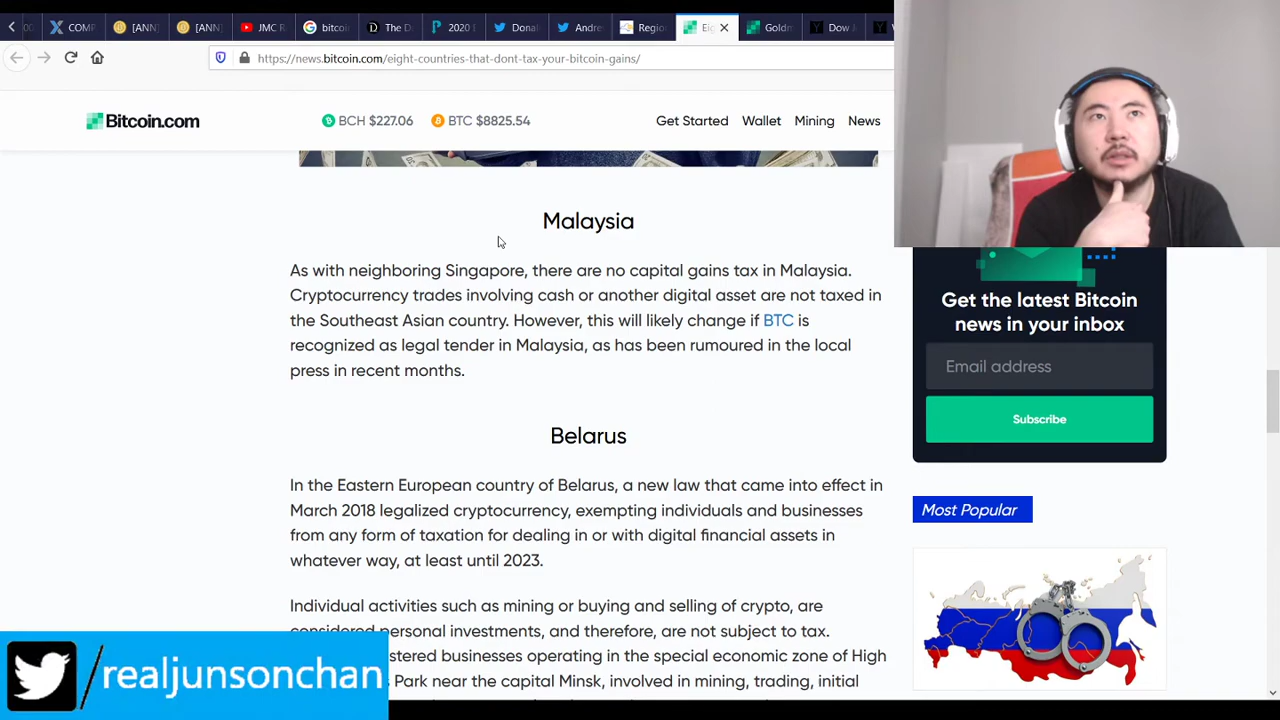 COMP
[ANN]
[ANN]
JMC R
bitcoin
The D
2020
Donal
Andre
Region
Eig
Goldm
Dow J
https://news.bitcoin.com/eight-countries-that-dont-tax-your-bitcoin-gains/
Bitcoin.com
BCH $227.06
BTC $8825.54
Get Started
Wallet
Mining
News
Malaysia
As with neighboring Singapore, there are no capital gains tax in Malaysia.
Cryptocurrency trades involving cash or another digital asset are not taxed in
the Southeast Asian country. However, this will likely change if BTC is
recognized as legal tender in Malaysia, as has been rumoured in the local
press in recent months.
Belarus
In the Eastern European country of Belarus, a new law that came into effect in
March 2018 legalized cryptocurrency, exempting individuals and businesses
from any form of taxation for dealing in or with digital financial assets in
whatever way, at least until 2023.
Individual activities such as mining or buying and selling of crypto, are
considered personal investments, and therefore, are not subject to tax.
stered businesses operating in the special economic zone of High
Park near the capital Minsk, involved in mining, trading, initial
Get the latest Bitcoin
news in your inbox
Email address
Subscribe
Most Popular
/realjunsonchan